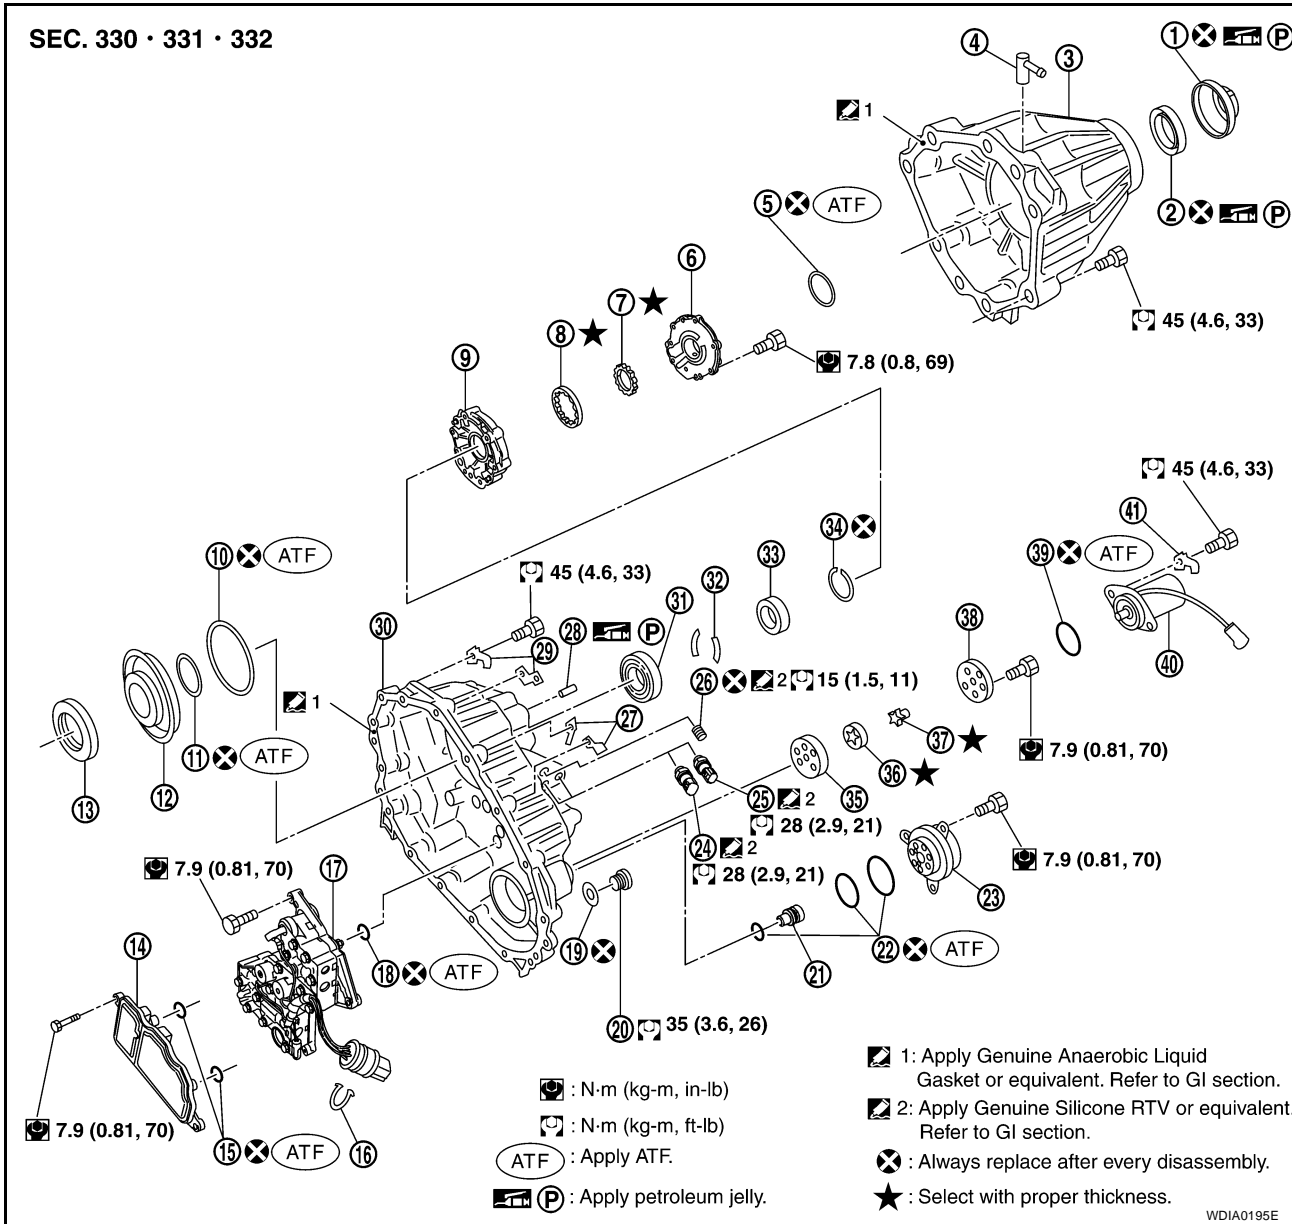 SEC. 330 · 331 · 332
1 P
4
3
1
2 P
5 ATF
6
7
8
9
45 (4.6, 33)
7.8 (0.8, 69)
45 (4.6, 33)
41
39 ATF
40
38
34
33
32
31
10 ATF
45 (4.6, 33)
30
28 P
29
1
26 2 15 (1.5, 11)
27
37
36
7.9 (0.81, 70)
11 ATF
12
13
35
25 2
28 (2.9, 21)
24 2
28 (2.9, 21)
7.9 (0.81, 70)
23
7.9 (0.81, 70)
17
14
18 ATF
19
22 ATF
21
20 35 (3.6, 26)
7.9 (0.81, 70)
15 ATF
16
: N·m (kg-m, in-lb)
: N·m (kg-m, ft-lb)
ATF : Apply ATF.
P : Apply petroleum jelly.
1: Apply Genuine Anaerobic Liquid
Gasket or equivalent. Refer to GI section.
2: Apply Genuine Silicone RTV or equivalent.
Refer to GI section.
: Always replace after every disassembly.
: Select with proper thickness.
WDIA0195E